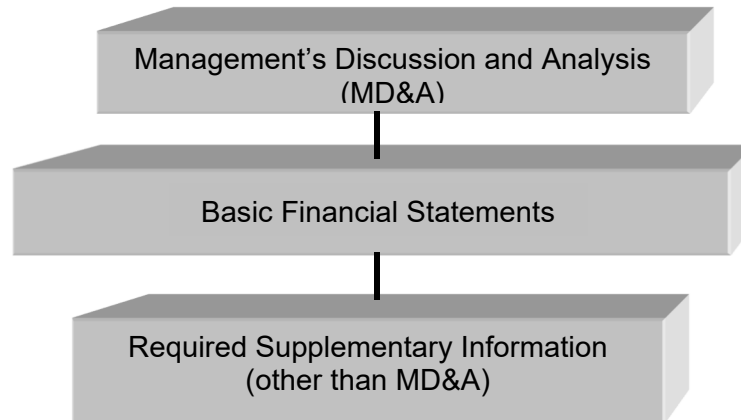 Management’s Discussion and Analysis
(MD&A)
Basic Financial Statements
Required Supplementary Information
(other than MD&A)